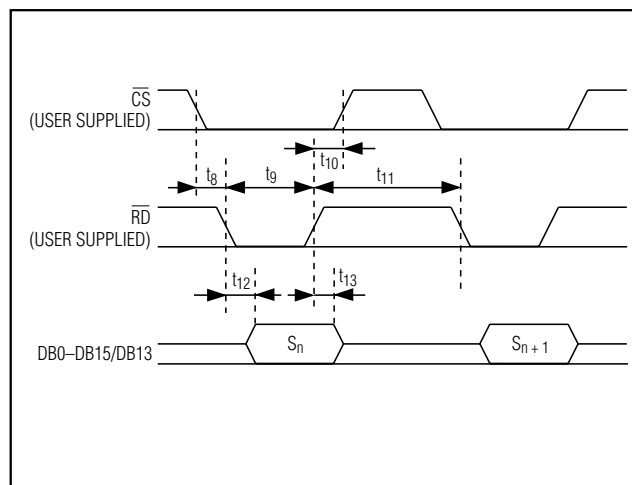 CS
(USER SUPPLIED)
t10
t8
t9
t11
RD
(USER SUPPLIED)
t12
t13
DB0–DB15/DB13
Sn
Sn + 1